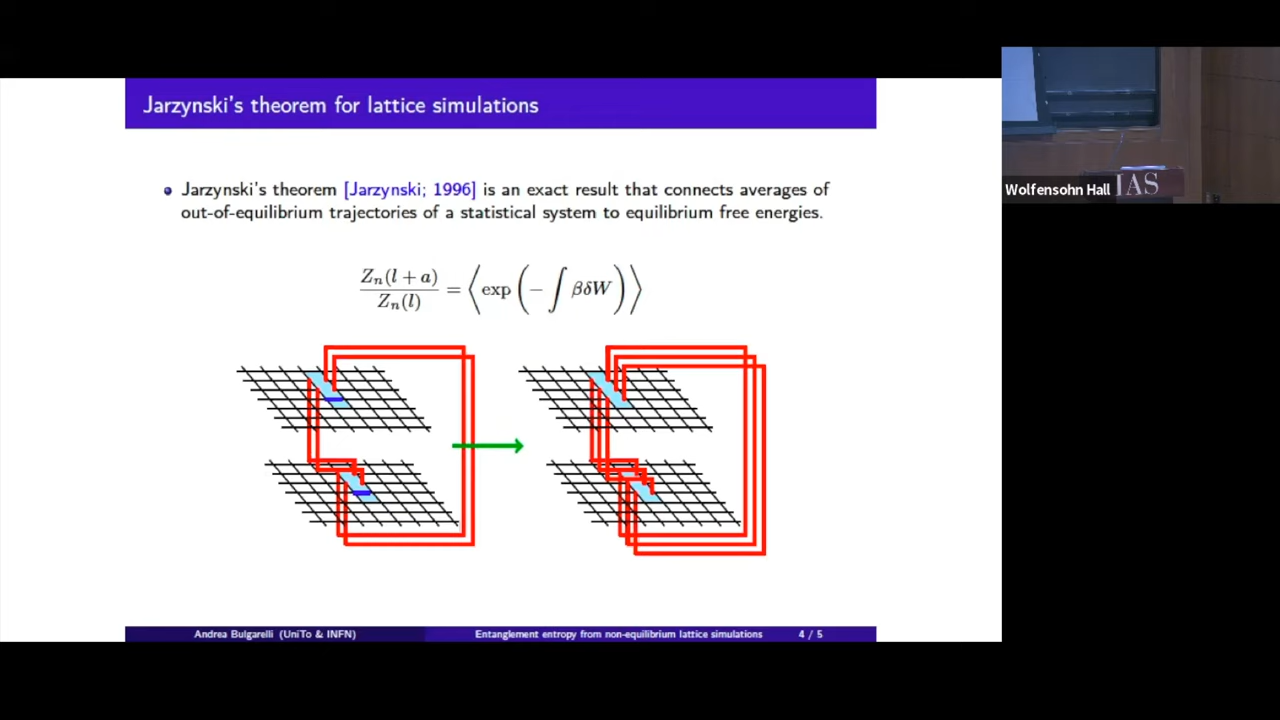 Jarzynski's theorem for lattice simulations
Jarzynski's theorem [Jarzynski; 1996] is an exact result that connects averages of
out-of-equilibrium trajectories of a statistical system to equilibrium free energies.
Zₙ(l + a) / Zₙ(l) = ⟨exp(−∫ βδW)⟩
Andrea Bulgarelli (UniTo & INFN) Entanglement entropy from non-equilibrium lattice simulations 4 / 5
Wolfensohn Hall
IAS